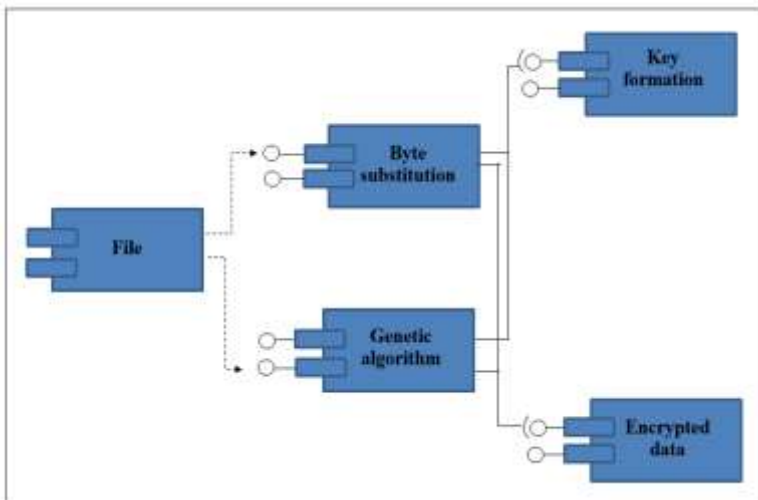 Key
formation
Byte
substitution
File
Genetic
algorithm
Encrypted
data